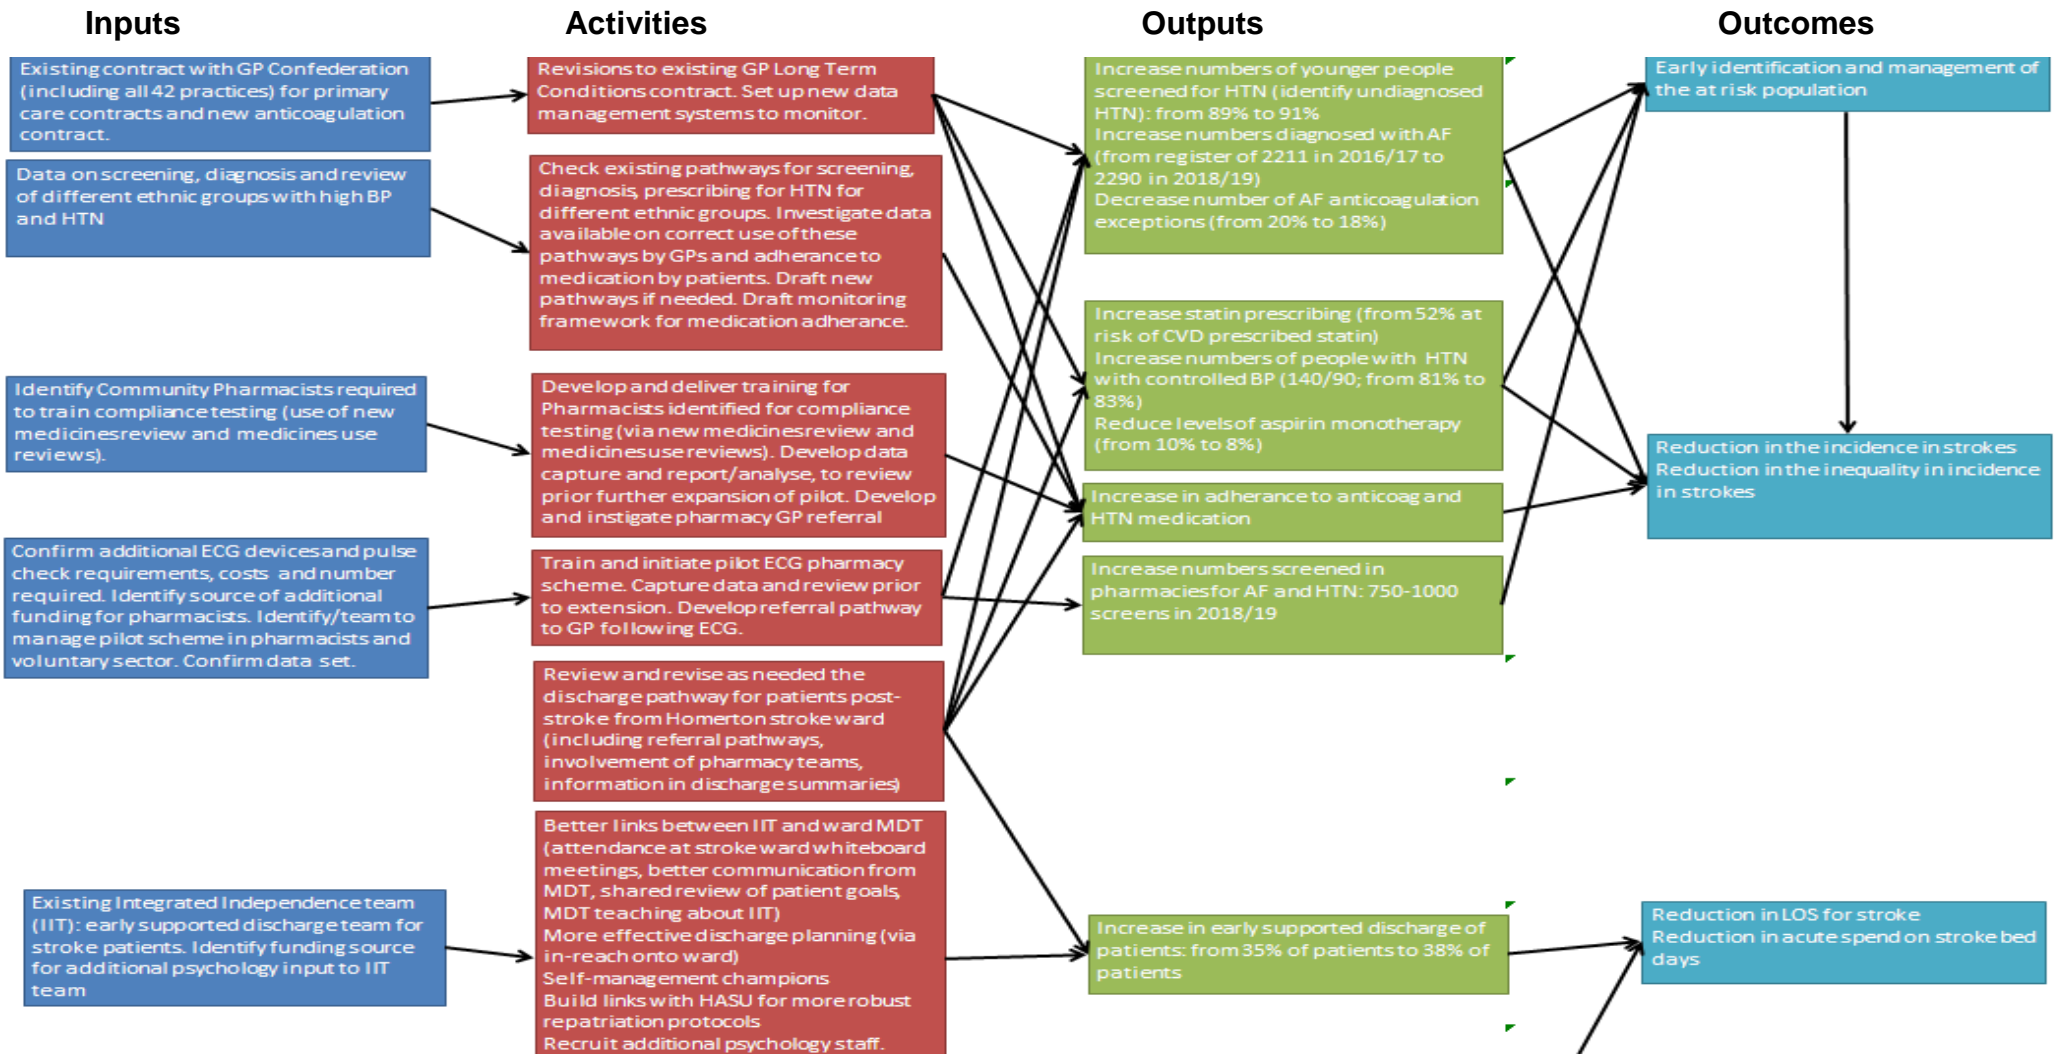 Inputs
Activities
Outputs
Outcomes
Existing contract with GP Confederation
(including all 42 practices) for primary
care contracts and new anticoagulation
contract.
Data on screening, diagnosis and review
of different ethnic groups with high BP
and HTN
Identify Community Pharmacists required
to train compliance testing (use of new
medicines review and medicines use
reviews).
Confirm additional ECG devices and pulse
check requirements, costs and number
required. Identify source of additional
funding for pharmacists. Identify/team to
manage pilot scheme in pharmacists and
voluntary sector. Confirm data set.
Existing Integrated Independence team
(IIT): early supported discharge team for
stroke patients. Identify funding source
for additional psychology input to IIT
team
Revisions to existing GP Long Term
Conditions contract. Set up new data
management systems to monitor.
Check existing pathways for screening,
diagnosis, prescribing for HTN for
different ethnic groups. Investigate data
available on correct use of these
pathways by GPs and adherance to
medication by patients. Draft new
pathways if needed. Draft monitoring
framework for medication adherance.
Develop and deliver training for
Pharmacists identified for compliance
testing (via new medicines review and
medicines use reviews). Develop data
capture and report/analyse, to review
prior further expansion of pilot. Develop
and instigate pharmacy GP referral
Train and initiate pilot ECG pharmacy
scheme. Capture data and review prior
to extension. Develop referral pathway
to GP following ECG.
Review and revise as needed the
discharge pathway for patients post-
stroke from Homerton stroke ward
(including referral pathways,
involvement of pharmacy teams,
information in discharge summaries)
Better links between IIT and ward MDT
(attendance at stroke ward whiteboard
meetings, better communication from
MDT, shared review of patient goals,
MDT teaching about IIT)
More effective discharge planning (via
in-reach onto ward)
Self-management champions
Build links with HASU for more robust
repatriation protocols
Recruit additional psychology staff.
Increase numbers of younger people
screened for HTN (identify undiagnosed
HTN): from 89% to 91%
Increase numbers diagnosed with AF
(from register of 2211 in 2016/17 to
2290 in 2018/19)
Decrease number of AF anticoagulation
exceptions (from 20% to 18%)
Increase statin prescribing (from 52% at
risk of CVD prescribed statin)
Increase numbers of people with HTN
with controlled BP (140/90; from 81% to
83%)
Reduce levels of aspirin monotherapy
(from 10% to 8%)
Increase in adherance to anticoag and
HTN medication
Increase numbers screened in
pharmacies for AF and HTN: 750-1000
screens in 2018/19
Increase in early supported discharge of
patients: from 35% of patients to 38% of
patients
Early identification and management of
the at risk population
Reduction in the incidence in strokes
Reduction in the inequality in incidence
in strokes
Reduction in LOS for stroke
Reduction in acute spend on stroke bed
days